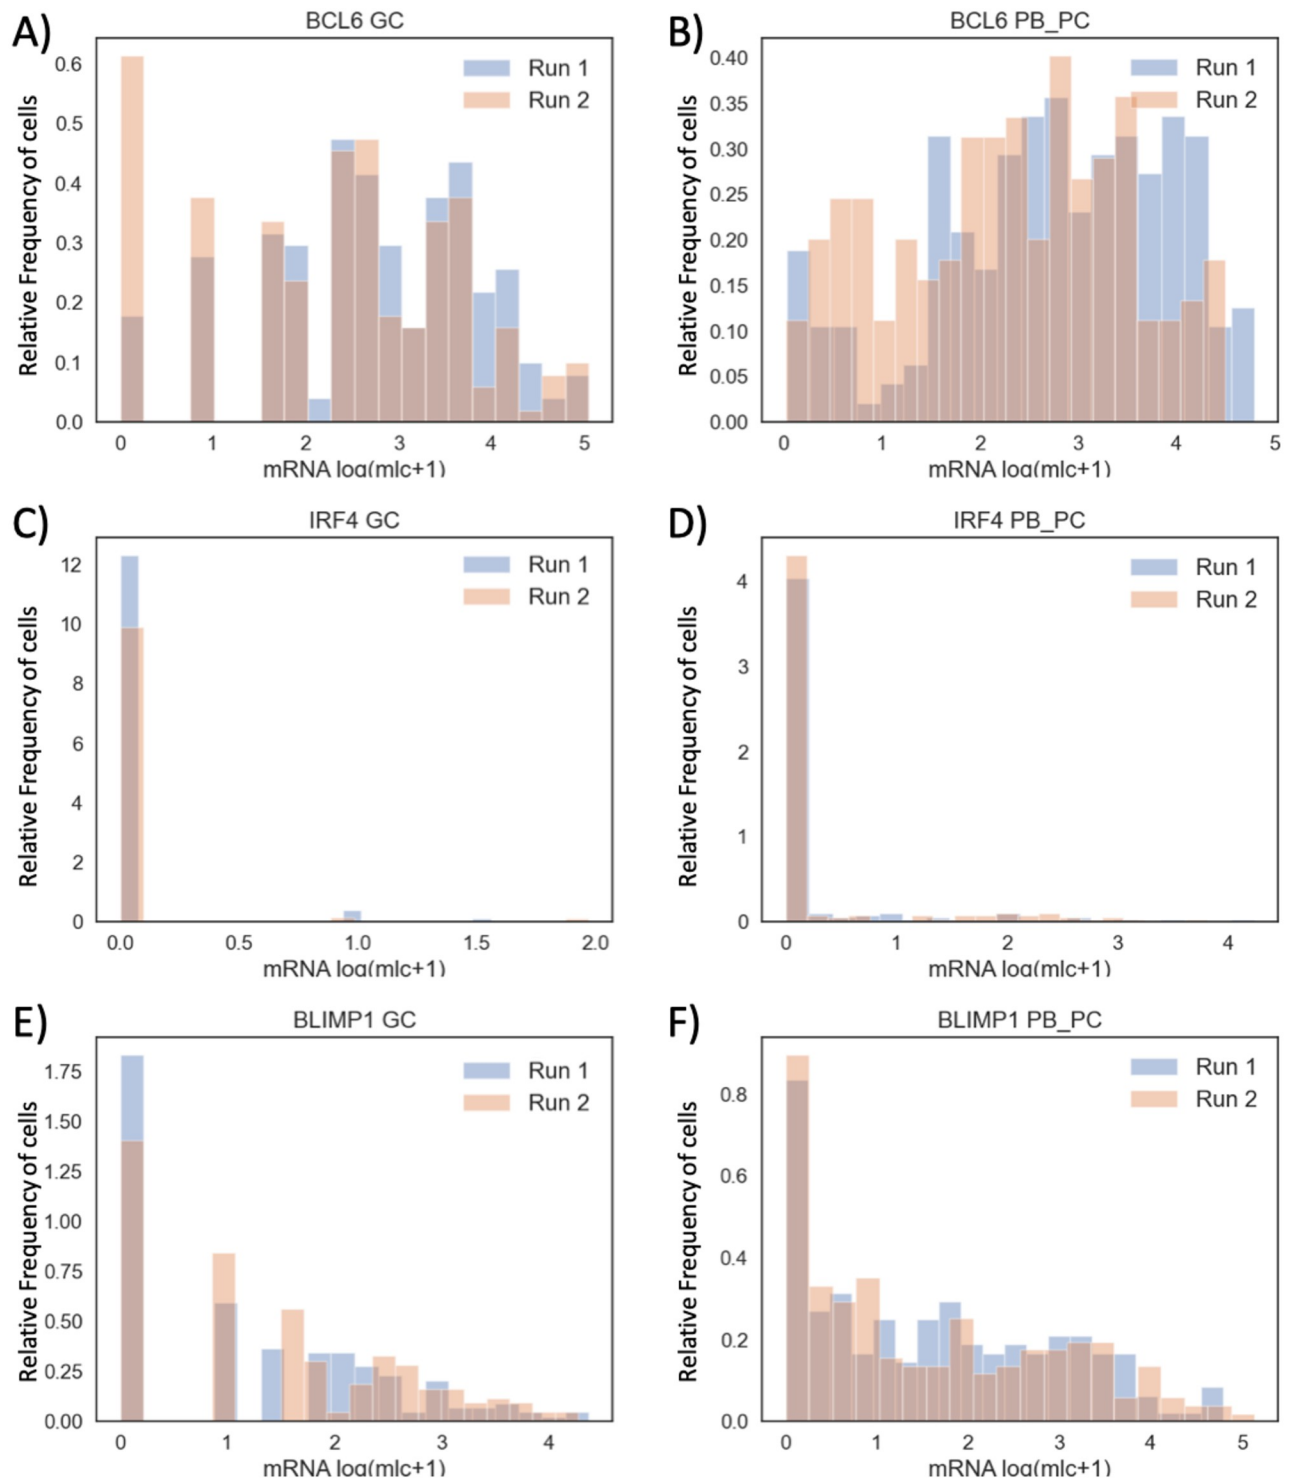 A)
BCL6 GC
Relative Frequency of cells
0.6
0.5
0.4
0.3
0.2
0.1
0.0
Run 1
Run 2
0 1 2 3 4 5
mRNA log(mlc+1)
B)
BCL6 PB_PC
Relative Frequency of cells
0.40
0.35
0.30
0.25
0.20
0.15
0.10
0.05
0.00
Run 1
Run 2
0 1 2 3 4 5
mRNA log(mlc+1)
C)
IRF4 GC
Relative Frequency of cells
12
10
8
6
4
2
0
Run 1
Run 2
0.0 0.5 1.0 1.5 2.0
mRNA log(mlc+1)
D)
IRF4 PB_PC
Relative Frequency of cells
4
3
2
1
0
Run 1
Run 2
0 1 2 3 4
mRNA log(mlc+1)
E)
BLIMP1 GC
Relative Frequency of cells
1.75
1.50
1.25
1.00
0.75
0.50
0.25
0.00
Run 1
Run 2
0 1 2 3 4
mRNA log(mlc+1)
F)
BLIMP1 PB_PC
Relative Frequency of cells
0.8
0.6
0.4
0.2
0.0
Run 1
Run 2
0 1 2 3 4 5
mRNA log(mlc+1)